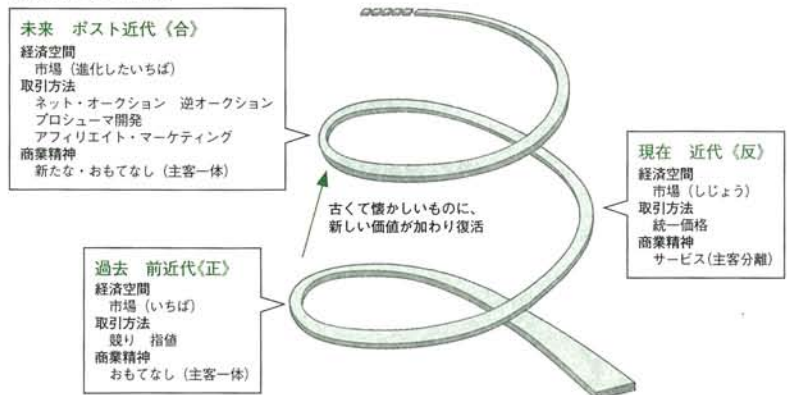 未来 ポスト近代《合》
経済空間
市場（進化したいちば）
取引方法
ネット・オークション 逆オークション
プロシューマ開発
アフィリエイト・マーケティング
商業精神
新たな・おもてなし（主客一体）
古くて懐かしいものに、
新しい価値が加わり復活
現在 近代《反》
経済空間
市場（しじょう）
取引方法
統一価格
商業精神
サービス（主客分離）
過去 前近代《正》
経済空間
市場（いちば）
取引方法
競り 指値
商業精神
おもてなし（主客一体）